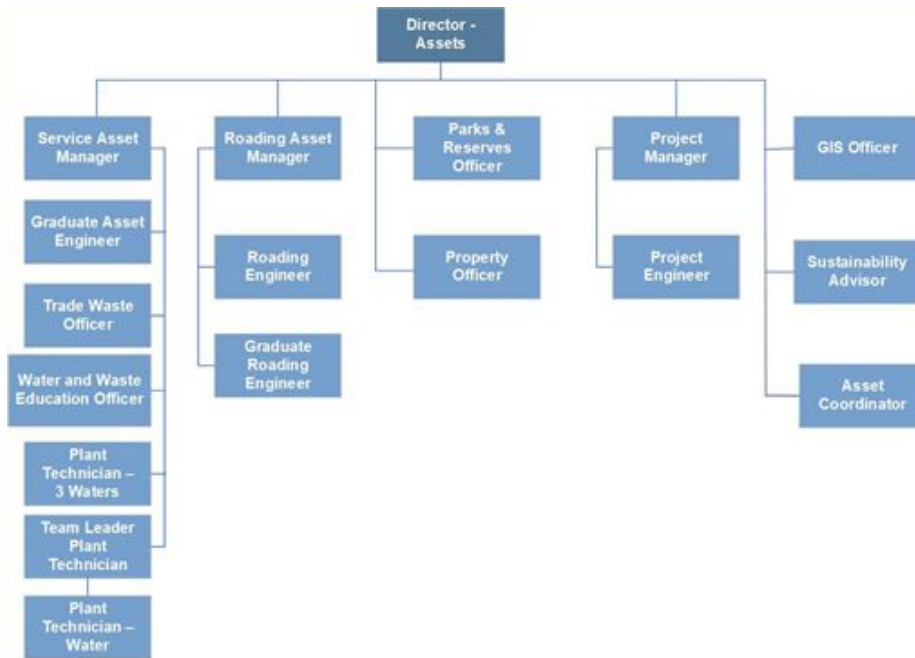 Director -
Assets
Service Asset
Manager
Roading Asset
Manager
Parks &
Reserves
Officer
Project
Manager
GIS Officer
Graduate Asset
Engineer
Roading
Engineer
Property
Officer
Project
Engineer
Sustainability
Advisor
Trade Waste
Officer
Graduate
Roading
Engineer
Water and Waste
Education Officer
Asset
Coordinator
Plant
Technician –
3 Waters
Team Leader
Plant
Technician
Plant
Technician –
Water